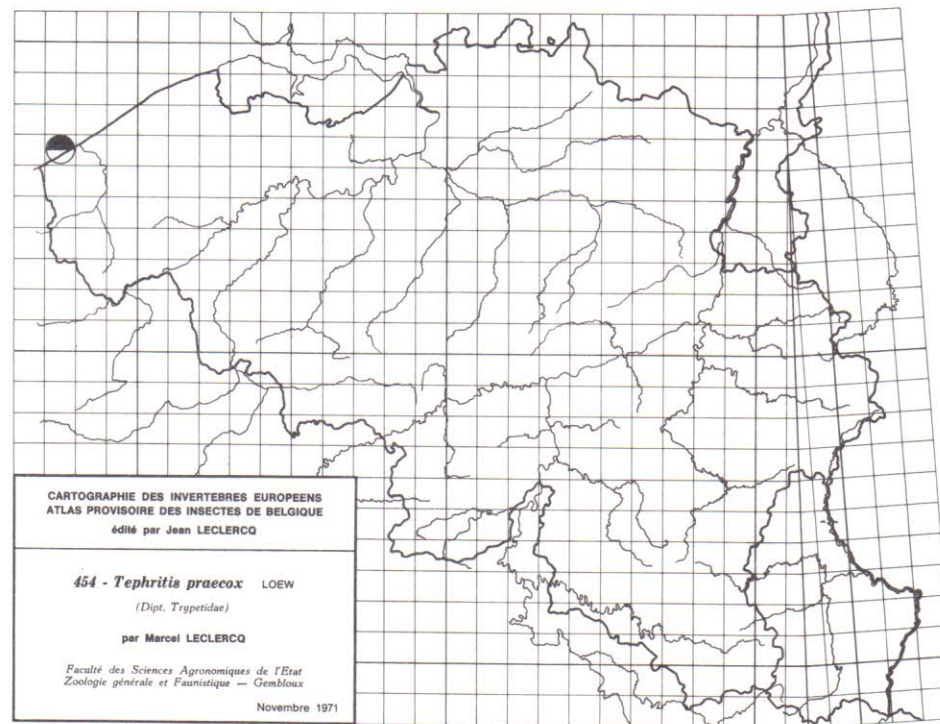 CARTOGRAPHIE DES INVERTEBRES EUROPEENS
ATLAS PROVISOIRE DES INSECTES DE BELGIQUE
édité par Jean LECLERCQ
454 - Tephritis praecox LOEW
(Dipt. Trypetidae)
par Marcel LECLERCQ
Faculté des Sciences Agronomiques de l'Etat
Zoologie générale et Faunistique — Gembloux
Novembre 1971